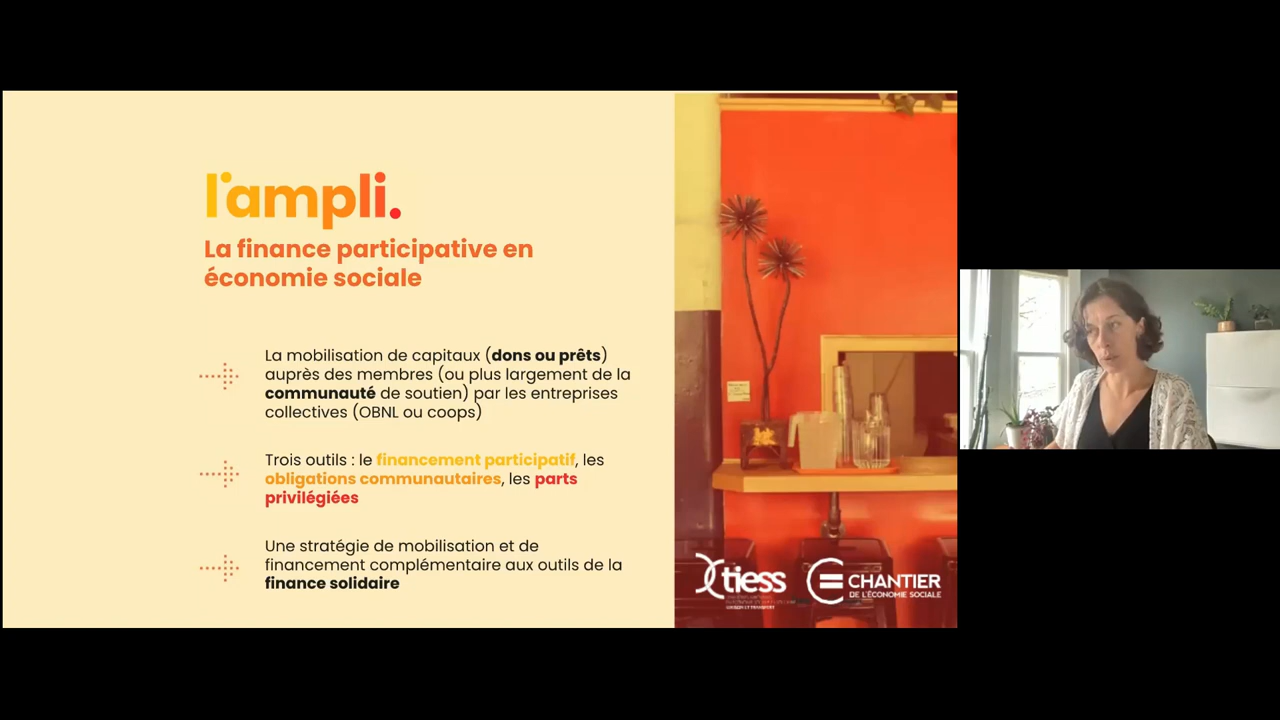 l'ampli.
La finance participative en
économie sociale
La mobilisation de capitaux (dons ou prêts)
auprès des membres (ou plus largement de la
communauté de soutien) par les entreprises
collectives (OBNL ou coops)
Trois outils : le financement participatif, les
obligations communautaires, les parts
privilégiées
Une stratégie de mobilisation et de
financement complémentaire aux outils de la
finance solidaire
tiess
CHANTIER
DE L'ÉCONOMIE SOCIALE